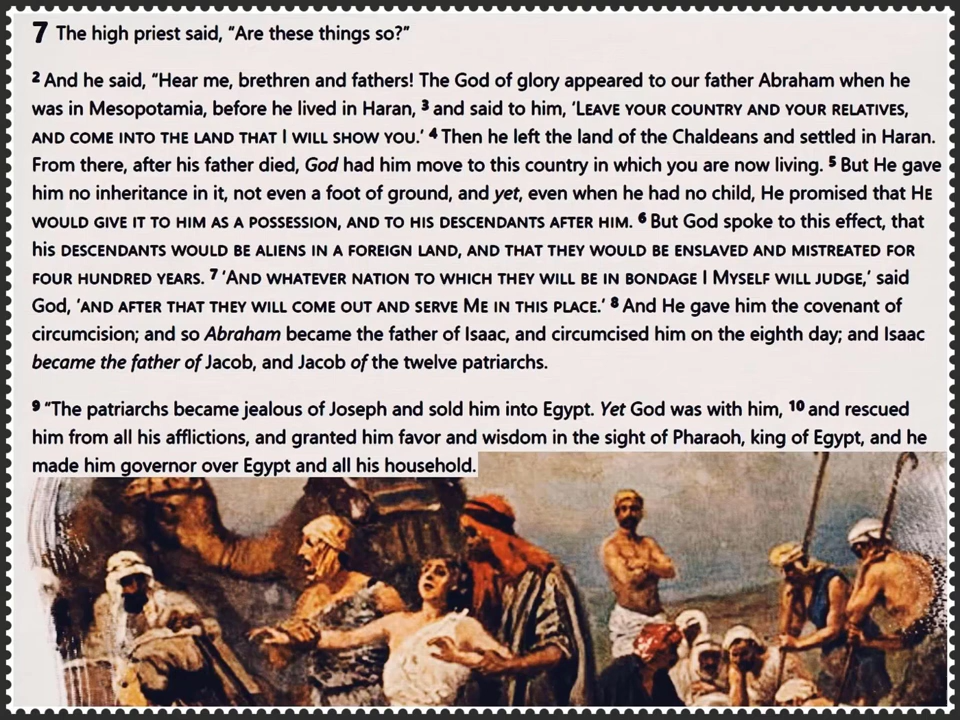 7 The high priest said, “Are these things so?”
2 And he said, “Hear me, brethren and fathers! The God of glory appeared to our father Abraham when he
was in Mesopotamia, before he lived in Haran, 3 and said to him, ‘LEAVE YOUR COUNTRY AND YOUR RELATIVES,
AND COME INTO THE LAND THAT I WILL SHOW YOU.’ 4 Then he left the land of the Chaldeans and settled in Haran.
From there, after his father died, God had him move to this country in which you are now living. 5 But He gave
him no inheritance in it, not even a foot of ground, and yet, even when he had no child, He promised that HE
WOULD GIVE IT TO HIM AS A POSSESSION, AND TO HIS DESCENDANTS AFTER HIM. 6 But God spoke to this effect, that
his DESCENDANTS WOULD BE ALIENS IN A FOREIGN LAND, AND THAT THEY WOULD BE ENSLAVED AND MISTREATED FOR
FOUR HUNDRED YEARS. 7 ‘AND WHATEVER NATION TO WHICH THEY WILL BE IN BONDAGE I MYSELF WILL JUDGE,’ said
God, ‘AND AFTER THAT THEY WILL COME OUT AND SERVE ME IN THIS PLACE.’ 8 And He gave him the covenant of
circumcision; and so Abraham became the father of Isaac, and circumcised him on the eighth day; and Isaac
became the father of Jacob, and Jacob of the twelve patriarchs.
9 “The patriarchs became jealous of Joseph and sold him into Egypt. Yet God was with him, 10 and rescued
him from all his afflictions, and granted him favor and wisdom in the sight of Pharaoh, king of Egypt, and he
made him governor over Egypt and all his household.